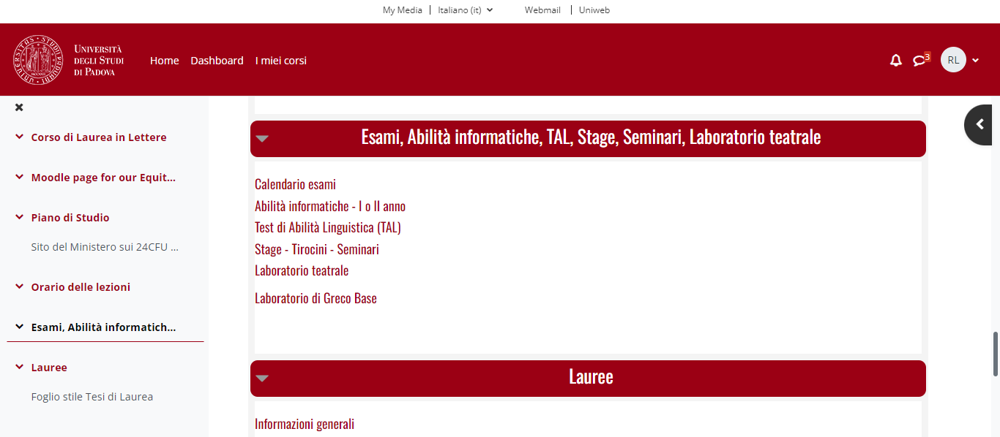 My Media
Italiano (it)
Webmail
Uniweb
UNIVERSITÀ
DEGLI STUDI
DI PADOVA
Home
Dashboard
I miei corsi
3
RL
Corso di Laurea in Lettere
Moodle page for our Equit...
Piano di Studio
Sito del Ministero sui 24CFU ...
Orario delle lezioni
Esami, Abilità informatich...
Lauree
Foglio stile Tesi di Laurea
Esami, Abilità informatiche, TAL, Stage, Seminari, Laboratorio teatrale
Calendario esami
Abilità informatiche - I o II anno
Test di Abilità Linguistica (TAL)
Stage - Tirocini - Seminari
Laboratorio teatrale
Laboratorio di Greco Base
Lauree
Informazioni generali